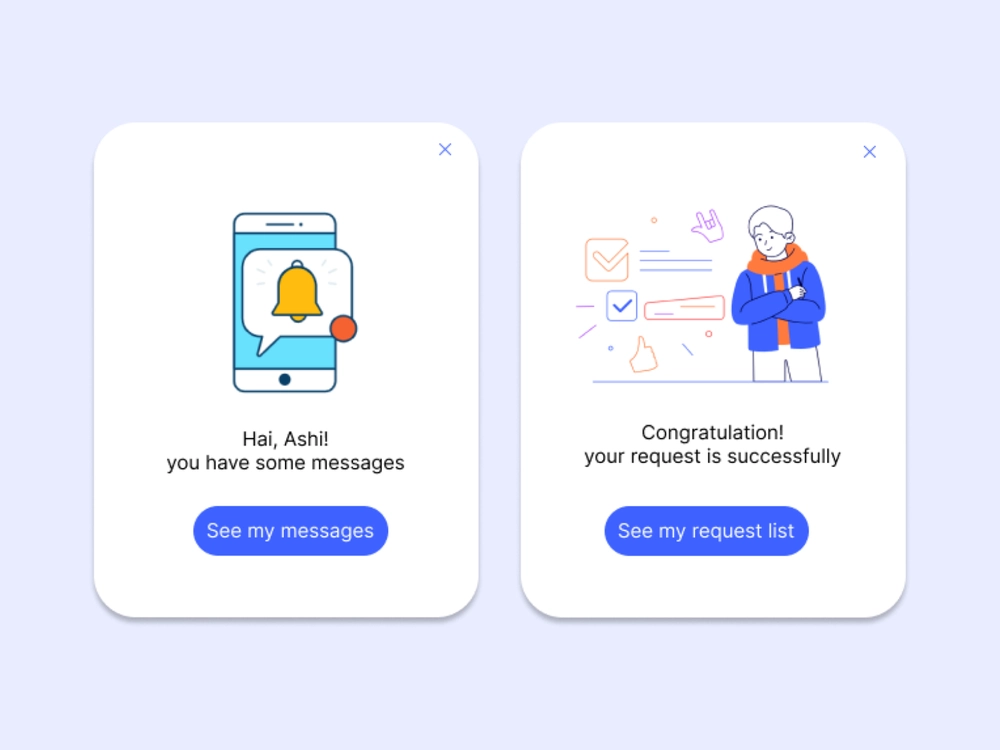 Hai, Ashi!
you have some messages
See my messages
Congratulation!
your request is successfully
See my request list